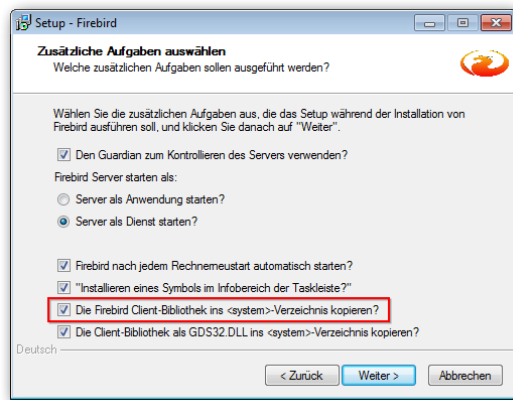 Setup - Firebird
Zusätzliche Aufgaben auswählen
Welche zusätzlichen Aufgaben sollen ausgeführt werden?
Wählen Sie die zusätzlichen Aufgaben aus, die das Setup während der Installation von
Firebird ausführen soll, und klicken Sie danach auf "Weiter".
Den Guardian zum Kontrollieren des Servers verwenden?
Firebird Server starten als:
Server als Anwendung starten?
Server als Dienst starten?
Firebird nach jedem Rechnerneustart automatisch starten?
"Installieren eines Symbols im Infobereich der Taskleiste?"
Die Firebird Client-Bibliothek ins <system>-Verzeichnis kopieren?
Die Client-Bibliothek als GDS32.DLL ins <system>-Verzeichnis kopieren?
Deutsch
< Zurück Weiter > Abbrechen